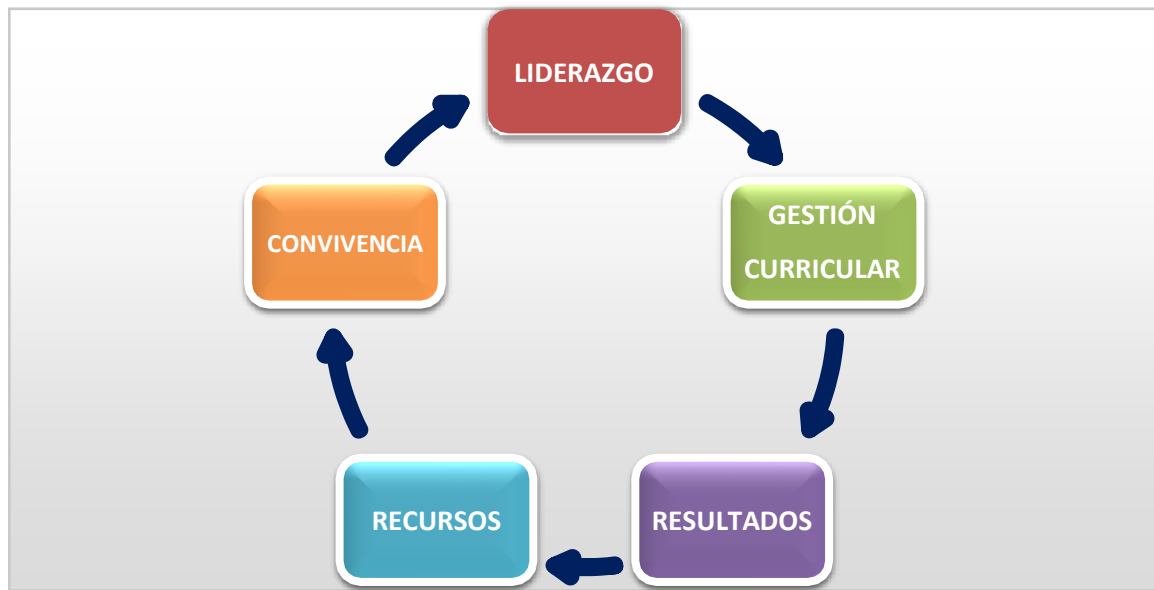 LIDERAZGO
GESTIÓN
CURRICULAR
RESULTADOS
RECURSOS
CONVIVENCIA